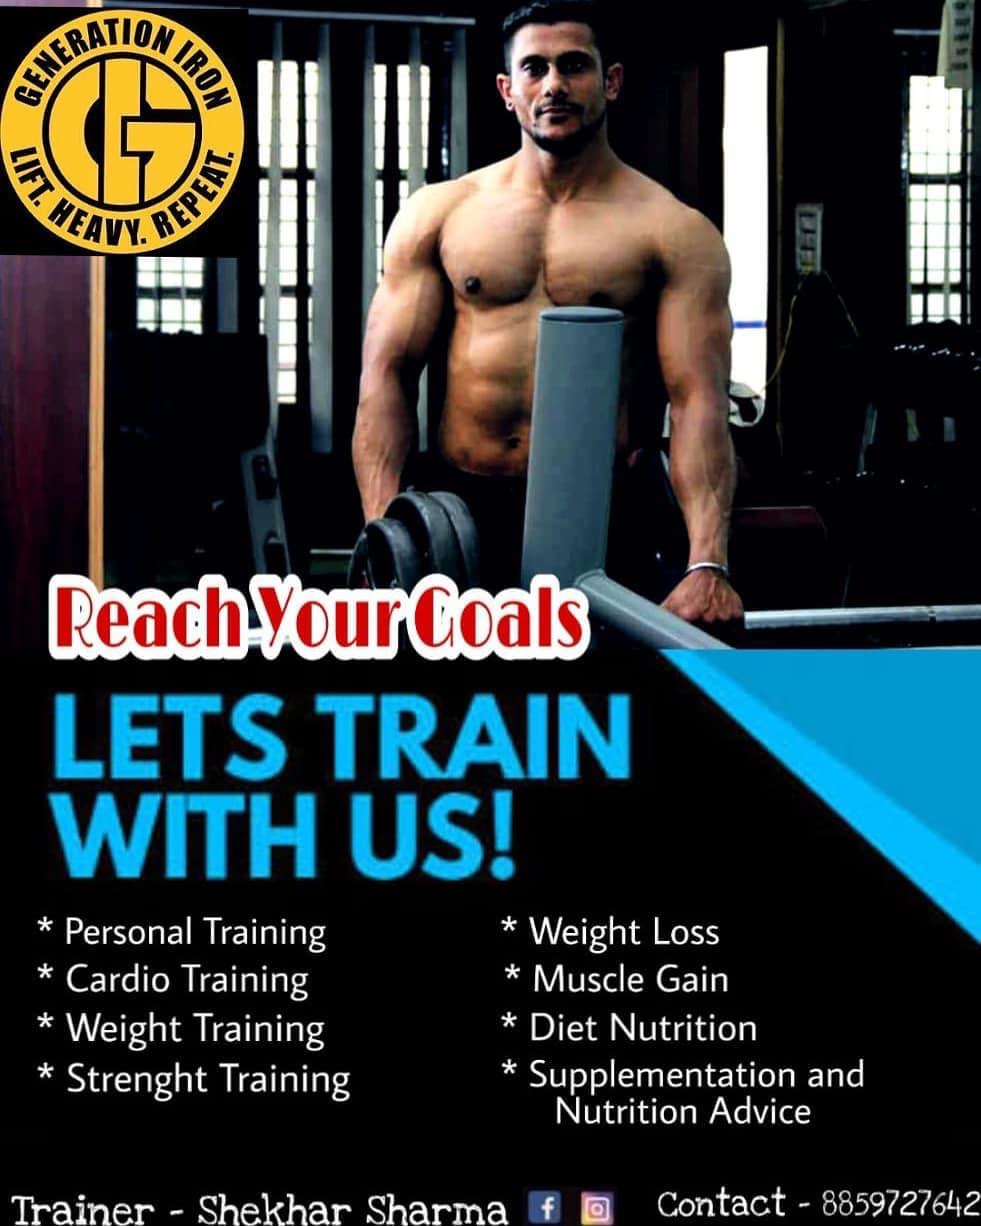 GENERATION IRON
LIFT. HEAVY. REPEAT.
G
Reach Your Goals
LETS TRAIN
WITH US!
* Personal Training
* Cardio Training
* Weight Training
* Strenght Training
* Weight Loss
* Muscle Gain
* Diet Nutrition
* Supplementation and
Nutrition Advice
Trainer - Shekhar Sharma
Contact - 8859727642